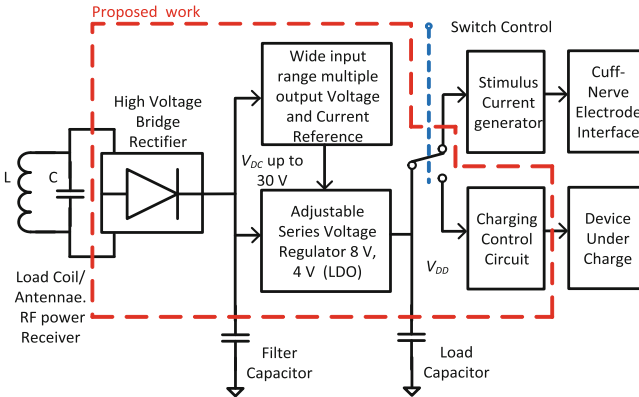 Proposed work
Switch Control
Wide input
range multiple
output Voltage
and Current
Reference
Stimulus
Current
generator
Cuff-
Nerve
Electrode
Interface
High Voltage
Bridge
Rectifier
L
C
VDC up to
30 V
Adjustable
Series Voltage
Regulator 8 V,
4 V (LDO)
Charging
Control
Circuit
Device
Under
Charge
VDD
Load Coil/
Antennae.
RF power
Receiver
Filter
Capacitor
Load
Capacitor